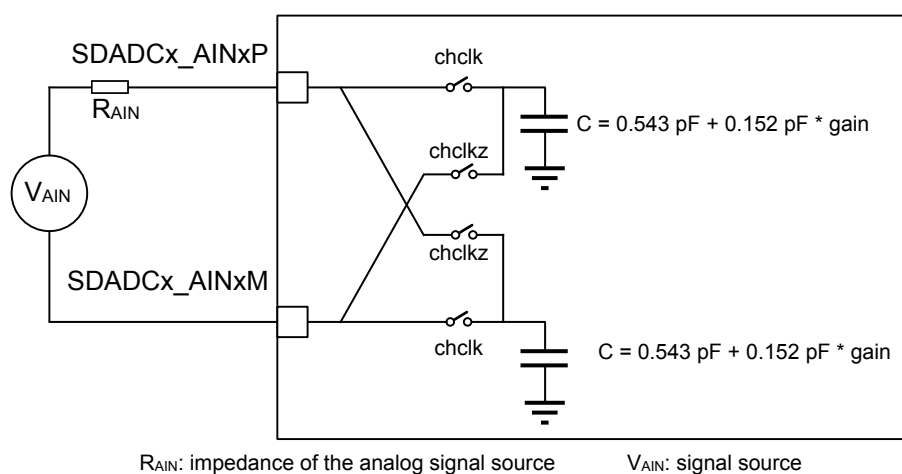 SDADCx_AINxP
chclk
RAIN
C = 0.543 pF + 0.152 pF * gain
chclkz
VAIN
chclkz
SDADCx_AINxM
chclk
C = 0.543 pF + 0.152 pF * gain
RAIN: impedance of the analog signal source VAIN: signal source